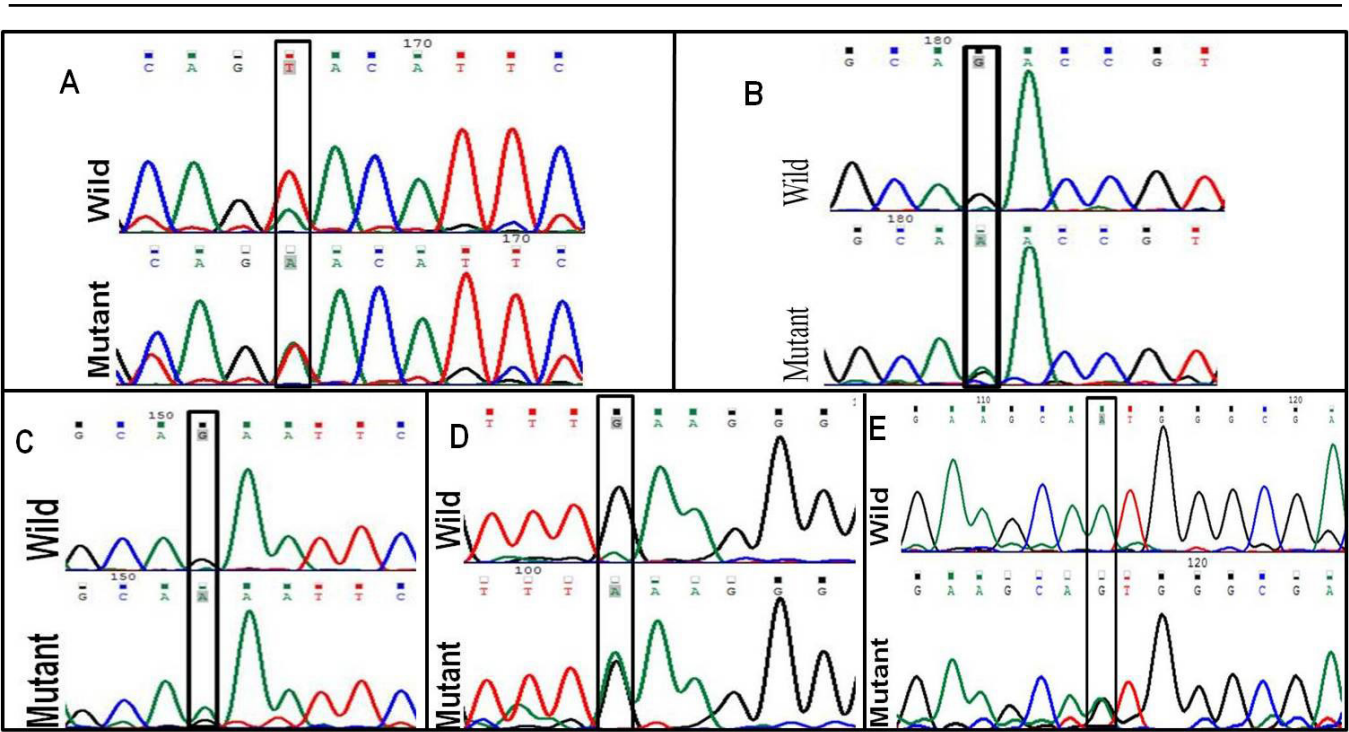 A
170
C A G T A C A T T C
Wild
170
C A G A A C A T T C
Mutant
B
180
G C A G A C C G T
Wild
180
G C A A A C C G T
Mutant
C
150
G C A G A A T T C
Wild
150
G C A A A A T T C
Mutant
D
T T T G A A G G G
Wild
100
T T T A A A G G G
Mutant
E
110 120
G A A G C A A T G G G C G A
Wild
120
G A A G C A G T G G G C G A
Mutant